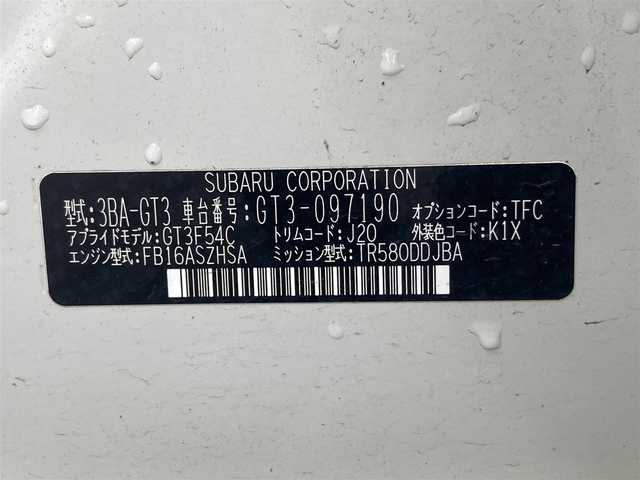 SUBARU CORPORATION
型式:3BA-GT3 車台番号:GT3-097190 オプションコード:TFC
アプライドモデル:GT3F54C トリムコード:J20 外装色コード:K1X
エンジン型式:FB16ASZHSA ミッション型式:TR580DDJBA